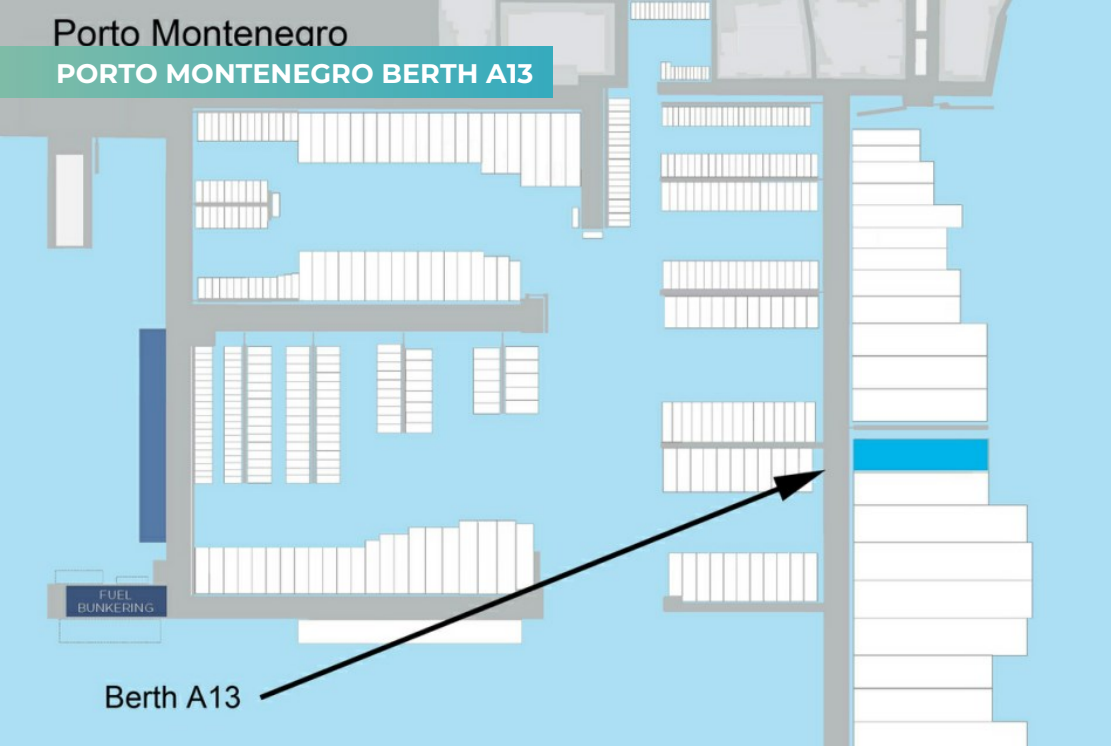 Porto Montenegro
PORTO MONTENEGRO BERTH A13
FUEL
BUNKERING
Berth A13